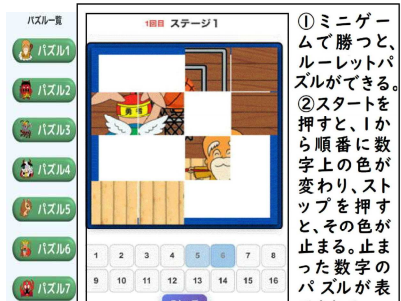 パズル一覧
パズル1
パズル2
パズル3
パズル4
パズル5
パズル6
パズル7
1回目 ステージ1
勇者
1 2 3 4 5 6 7 8
9 10 11 12 13 14 15 16
①ミニゲー
ムで勝つと、
ルーレットパ
ズルができる。
②スタートを
押すと、1か
ら順番に数
字上の色が
変わり、スト
ップを押す
と、その色が
止まる。止ま
った数字の
パズルが表